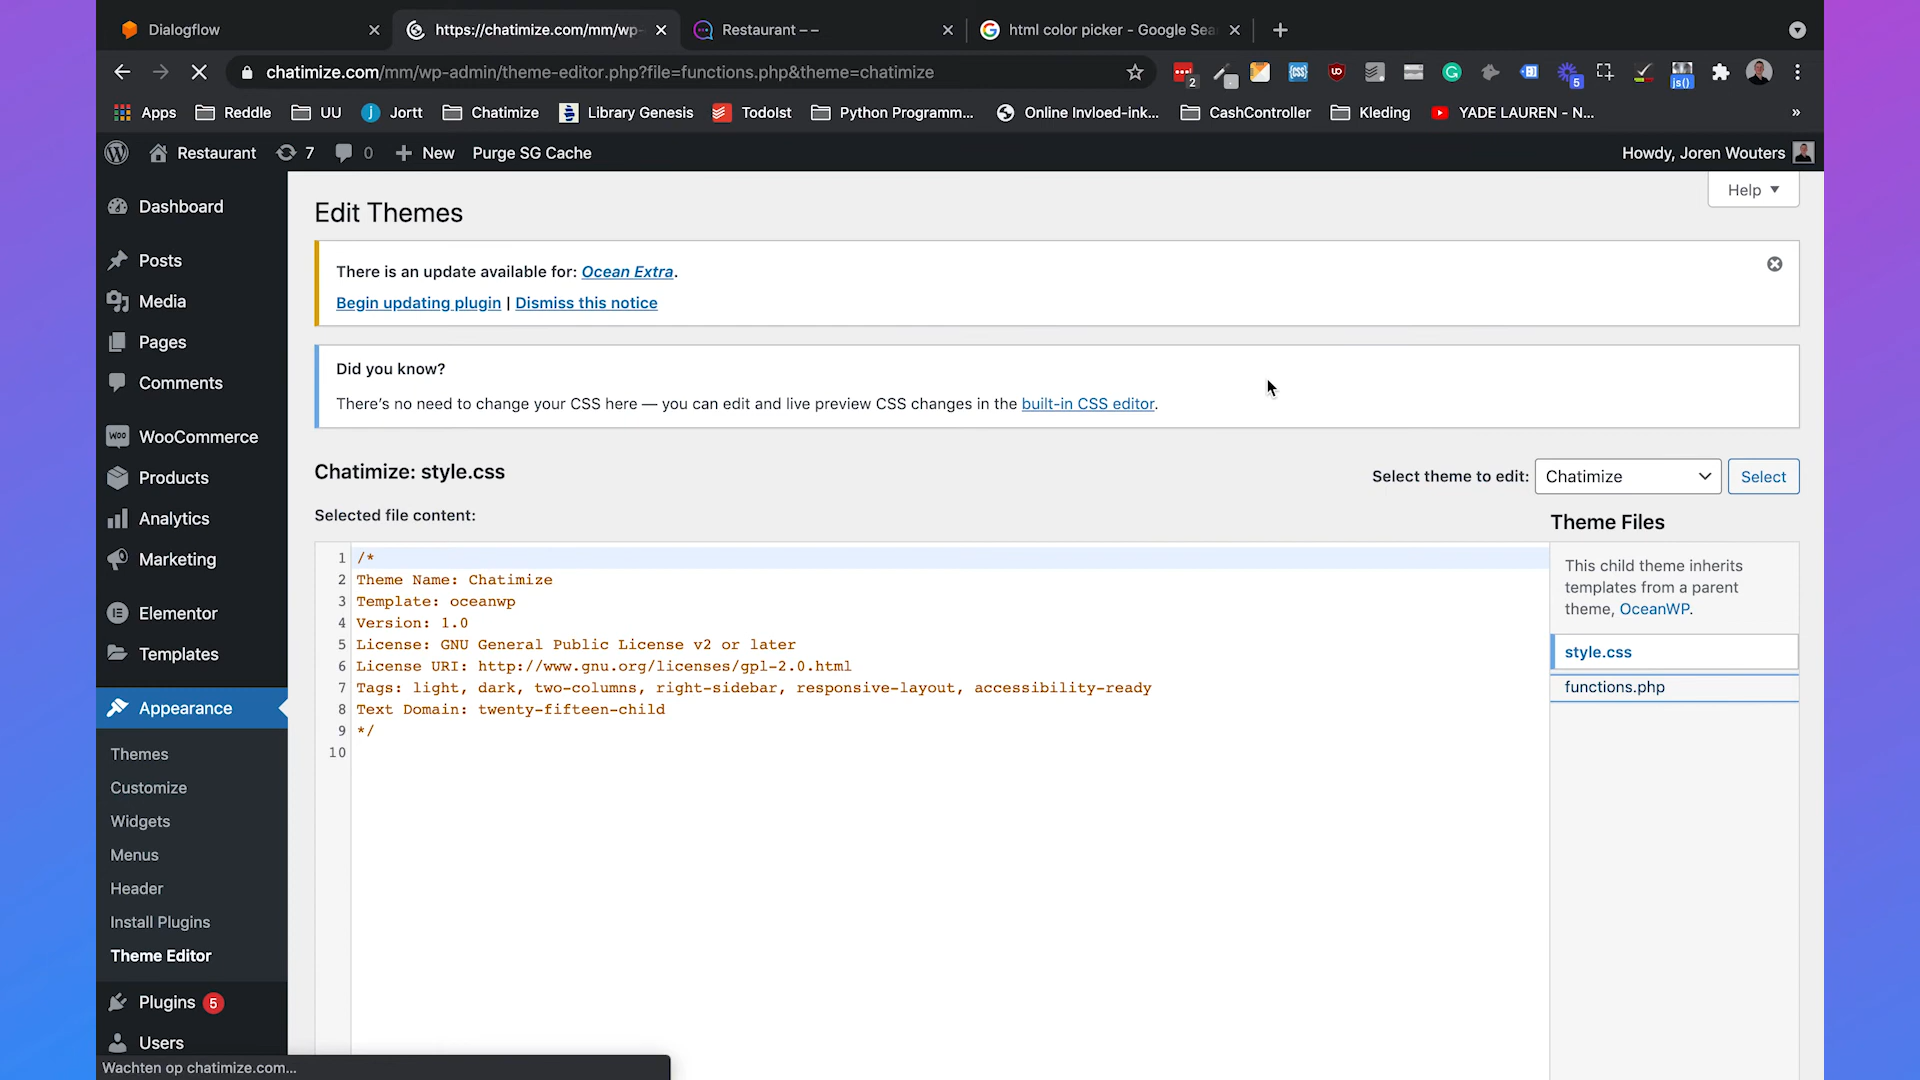 Dialogflow
https://chatimize.com/mm/wp-
Restaurant – –
html color picker - Google Sea
chatimize.com/mm/wp-admin/theme-editor.php?file=functions.php&theme=chatimize
2
5
js()
Apps
Reddle
UU
Jortt
Chatimize
Library Genesis
TodoIst
Python Programm...
Online Invloed-ink...
CashController
Kleding
YADE LAUREN - N...
»
Restaurant
7
0
New
Purge SG Cache
Howdy, Joren Wouters
Help
Dashboard
Posts
Media
Pages
Comments
WooCommerce
Products
Analytics
Marketing
Elementor
Templates
Appearance
Themes
Customize
Widgets
Menus
Header
Install Plugins
Theme Editor
Plugins 5
Users
Edit Themes
There is an update available for: Ocean Extra.
Begin updating plugin | Dismiss this notice
Did you know?
There's no need to change your CSS here — you can edit and live preview CSS changes in the built-in CSS editor.
Chatimize: style.css
Select theme to edit: Chatimize Select
Selected file content:
1 /*
2 Theme Name: Chatimize
3 Template: oceanwp
4 Version: 1.0
5 License: GNU General Public License v2 or later
6 License URI: http://www.gnu.org/licenses/gpl-2.0.html
7 Tags: light, dark, two-columns, right-sidebar, responsive-layout, accessibility-ready
8 Text Domain: twenty-fifteen-child
9 */
10
Theme Files
This child theme inherits
templates from a parent
theme, OceanWP.
style.css
functions.php
Wachten op chatimize.com...